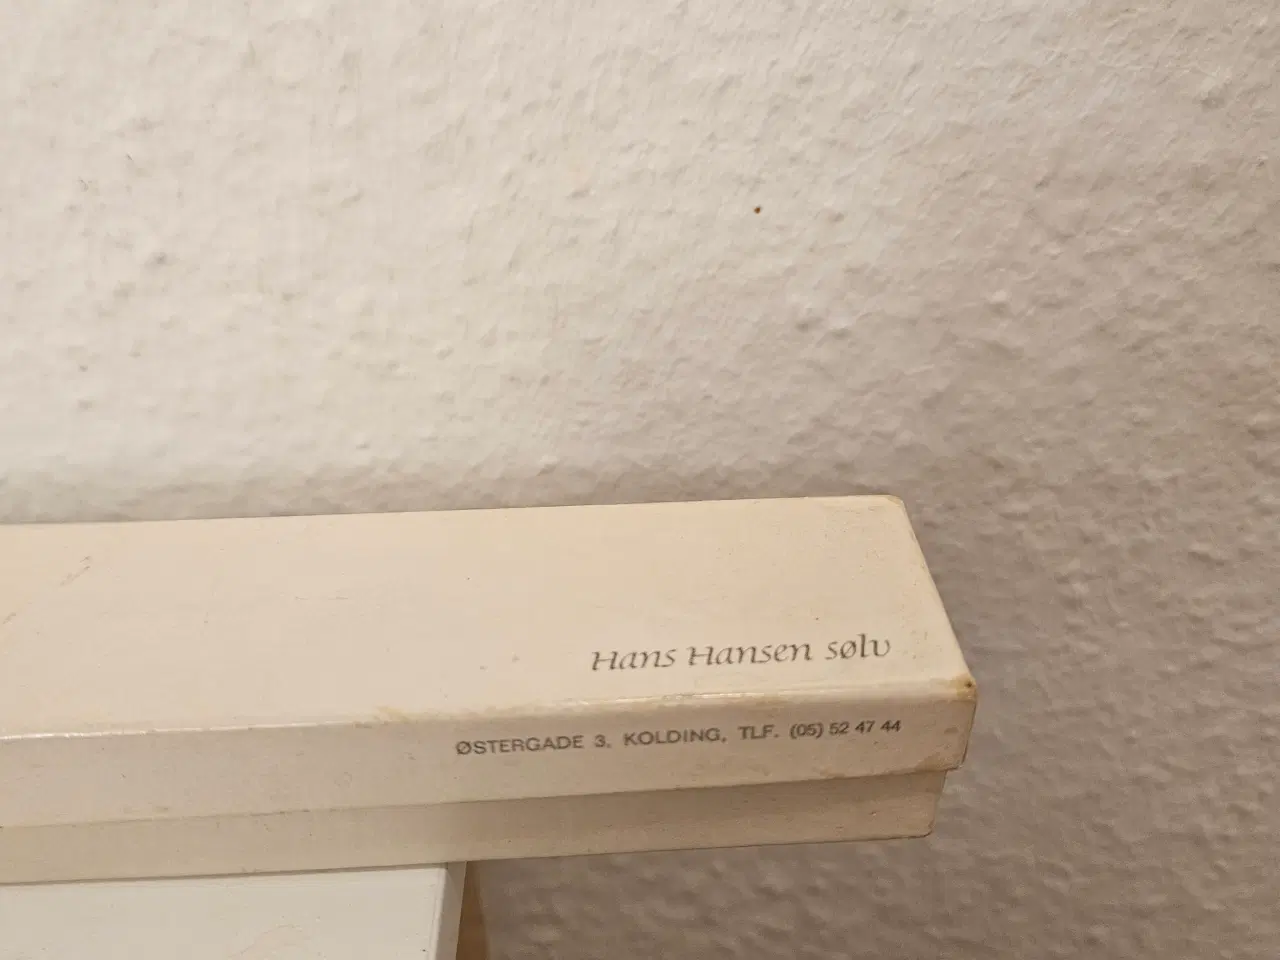 Hans Hansen sølv
ØSTERGADE 3, KOLDING, TLF. (05) 52 47 44